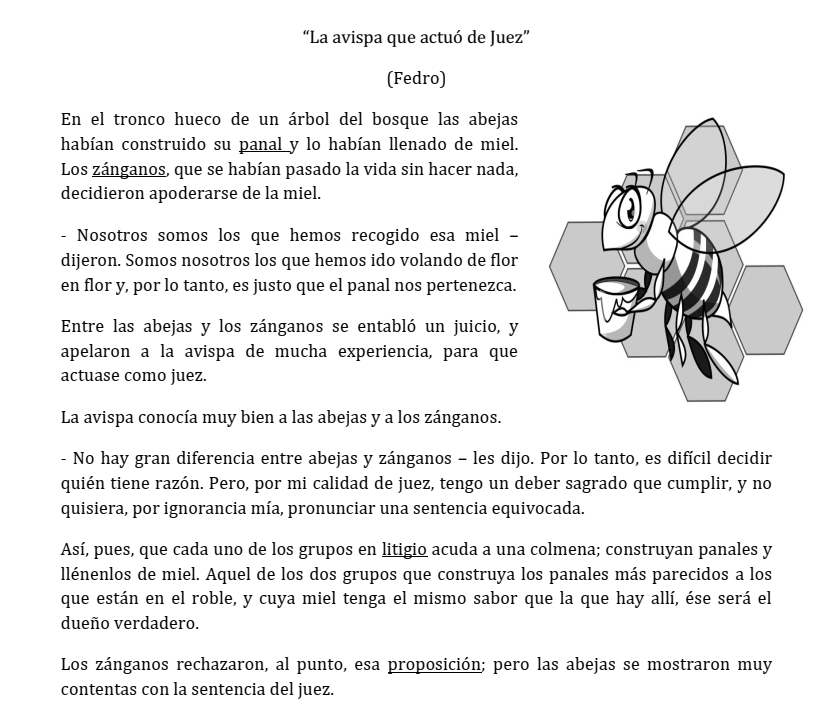 “La avispa que actuó de Juez”
(Fedro)
En el tronco hueco de un árbol del bosque las abejas
habían construido su panal y lo habían llenado de miel.
Los zánganos, que se habían pasado la vida sin hacer nada,
decidieron apoderarse de la miel.
- Nosotros somos los que hemos recogido esa miel –
dijeron. Somos nosotros los que hemos ido volando de flor
en flor y, por lo tanto, es justo que el panal nos pertenezca.
Entre las abejas y los zánganos se entabló un juicio, y
apelaron a la avispa de mucha experiencia, para que
actuase como juez.
La avispa conocía muy bien a las abejas y a los zánganos.
- No hay gran diferencia entre abejas y zánganos – les dijo. Por lo tanto, es difícil decidir
quién tiene razón. Pero, por mi calidad de juez, tengo un deber sagrado que cumplir, y no
quisiera, por ignorancia mía, pronunciar una sentencia equivocada.
Así, pues, que cada uno de los grupos en litigio acuda a una colmena; construyan panales y
llénenlos de miel. Aquel de los dos grupos que construya los panales más parecidos a los
que están en el roble, y cuya miel tenga el mismo sabor que la que hay allí, ése será el
dueño verdadero.
Los zánganos rechazaron, al punto, esa proposición; pero las abejas se mostraron muy
contentas con la sentencia del juez.